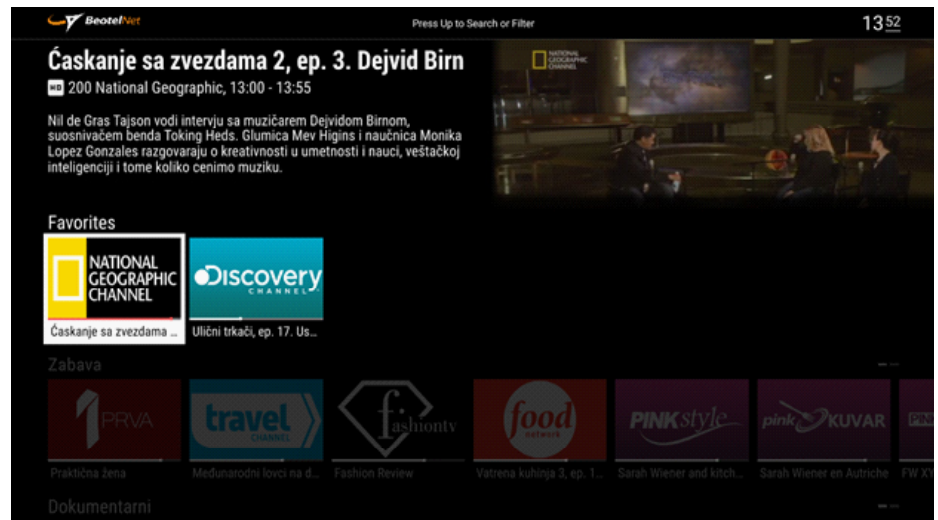 BeotelNet
Press Up to Search or Filter
13 52
Ćaskanje sa zvezdama 2, ep. 3. Dejvid Birn
HD 200 National Geographic, 13:00 - 13:55
NATIONAL
GEOGRAPHIC
CHANNEL
Nil de Gras Tajson vodi intervju sa muzičarem Dejvidom Birnom,
suosnivačem benda Toking Heds. Glumica Mev Higins i naučnica Monika
Lopez Gonzales razgovaraju o kreativnosti u umetnosti i nauci, veštačkoj
inteligenciji i tome koliko cenimo muziku.
Favorites
NATIONAL
GEOGRAPHIC
CHANNEL
Discovery
CHANNEL
Ćaskanje sa zvezdama ...
Ulični trkači, ep. 17. Us...
Zabava
1 PRVA
travel
CHANNEL
fashiontv
food
network
PINK style
pink KUVAR
PINK
Praktična žena
Međunarodni lovci na d...
Fashion Review
Vatrena kuhinja 3, ep. 1...
Sarah Wiener and kitch...
Sarah Wiener en Autriche
FW XY
Dokumentarni